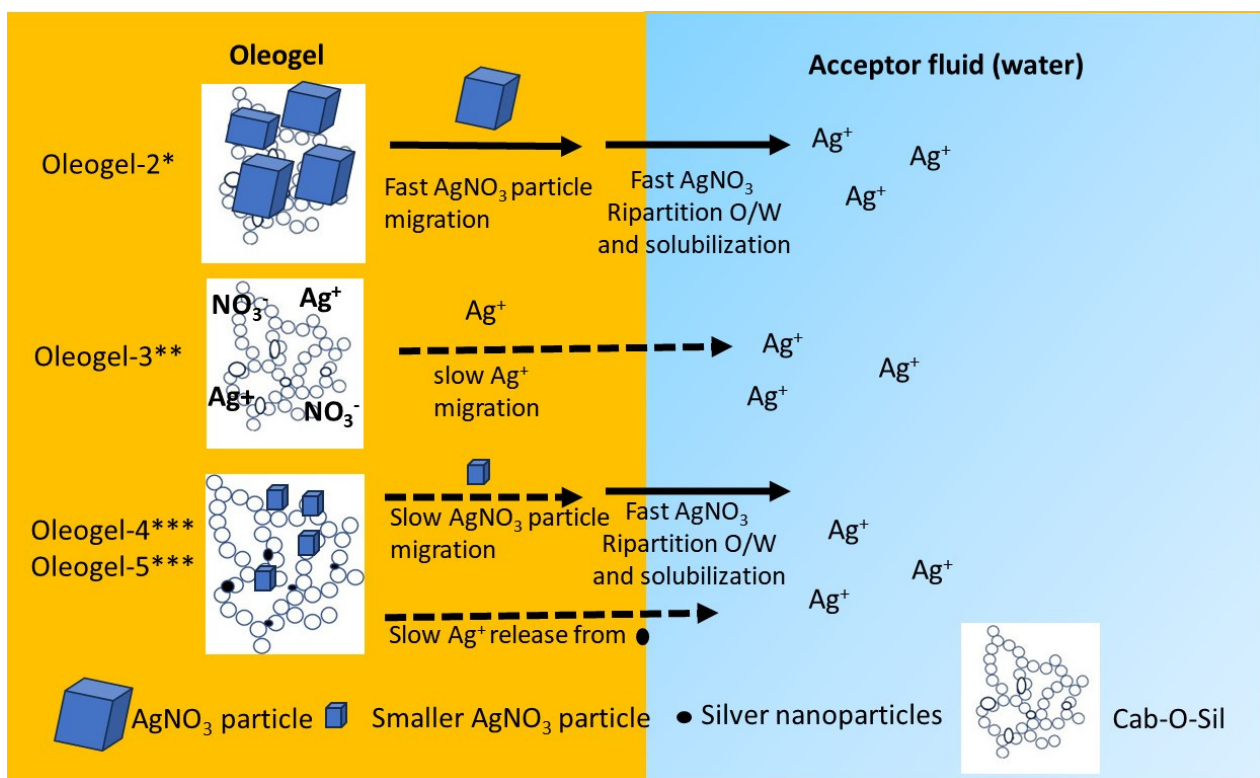 Oleogel
Acceptor fluid (water)
Oleogel-2*
Fast AgNO₃ particle
migration
Fast AgNO₃
Ripartition O/W
and solubilization
Ag⁺
Ag⁺
Ag⁺
Oleogel-3**
NO₃⁻
Ag⁺
Ag+
NO₃⁻
Ag⁺
slow Ag⁺
migration
Ag⁺
Ag⁺
Ag⁺
Oleogel-4***
Oleogel-5***
Slow AgNO₃ particle
migration
Fast AgNO₃
Ripartition O/W
and solubilization
Slow Ag⁺ release from
Ag⁺
Ag⁺
Ag⁺
AgNO₃ particle
Smaller AgNO₃ particle
Silver nanoparticles
Cab-O-Sil